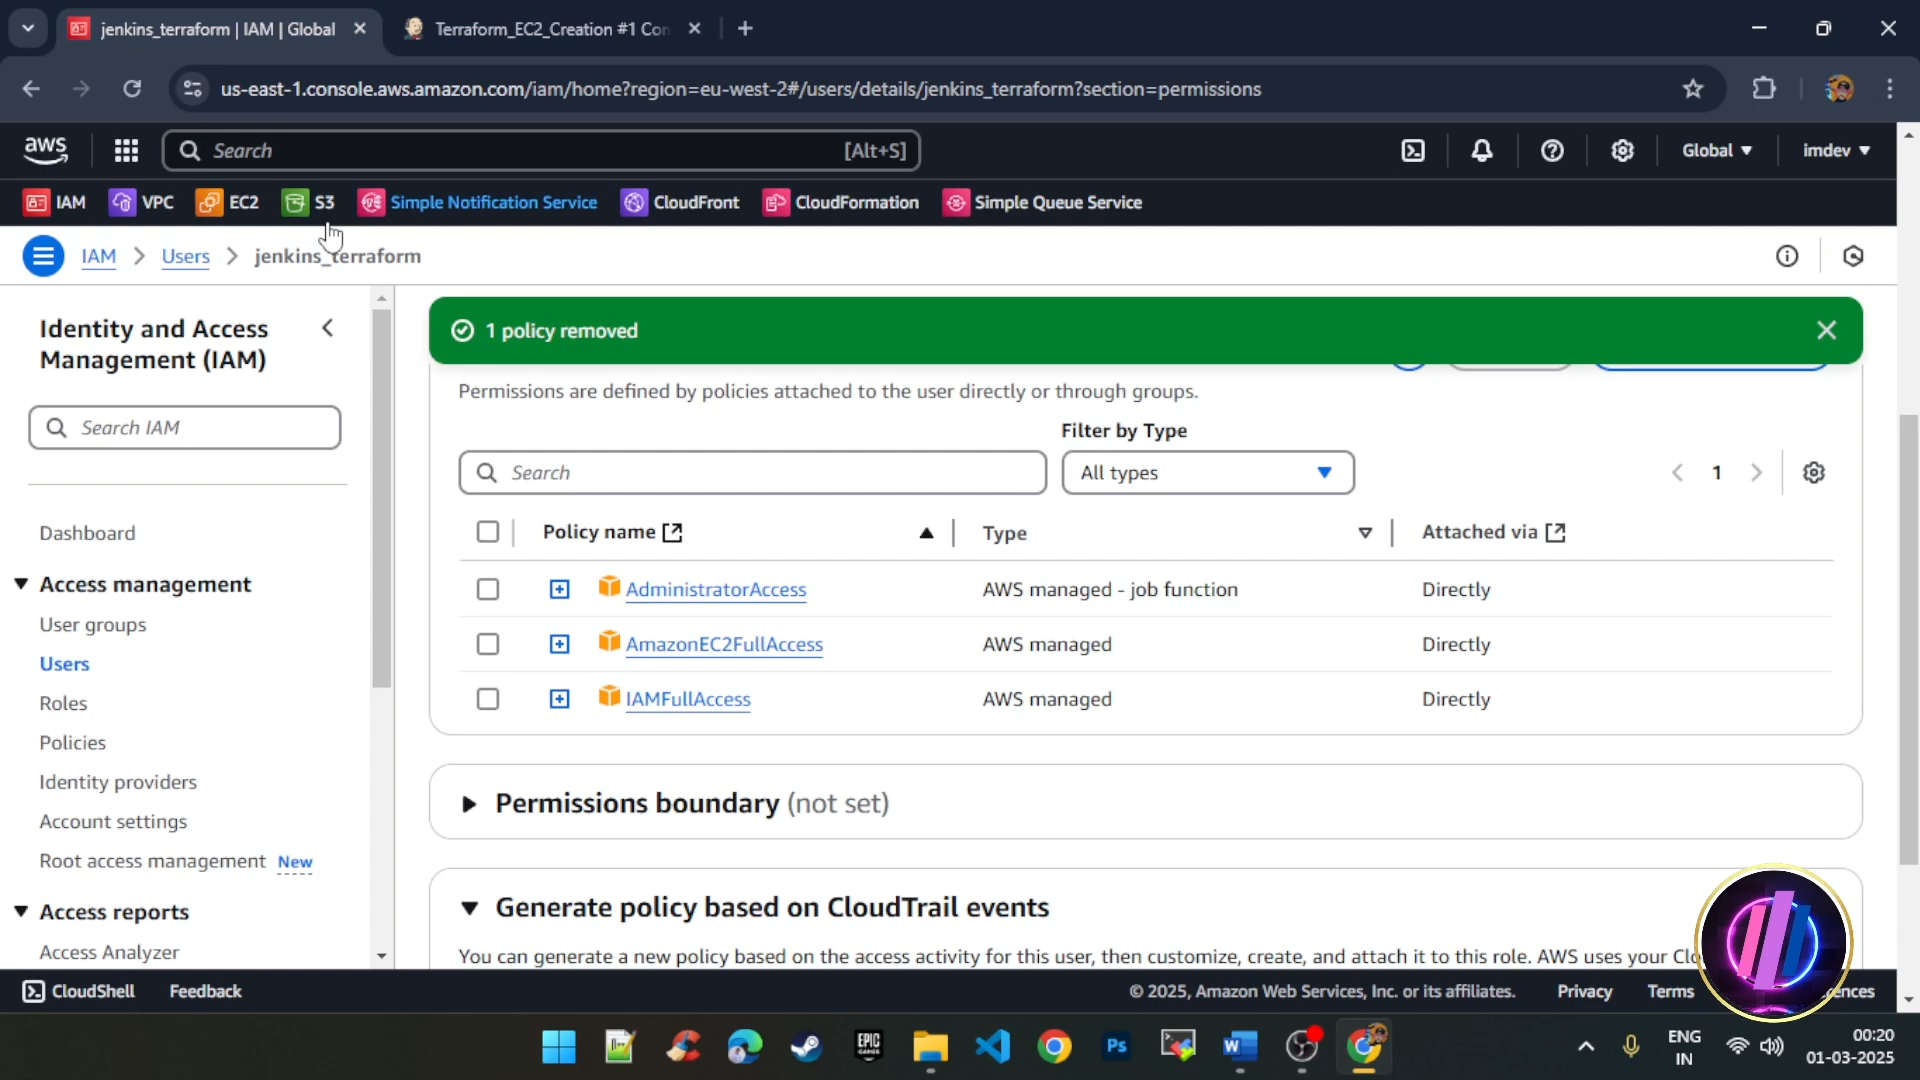 jenkins_terraform | IAM | Global
Terraform_EC2_Creation #1 Con
us-east-1.console.aws.amazon.com/iam/home?region=eu-west-2#/users/details/jenkins_terraform?section=permissions
aws
Search [Alt+S]
Global
imdev
IAM
VPC
EC2
S3
Simple Notification Service
CloudFront
CloudFormation
Simple Queue Service
IAM
Users
jenkins_terraform
Identity and Access
Management (IAM)
Search IAM
Dashboard
Access management
User groups
Users
Roles
Policies
Identity providers
Account settings
Root access management New
Access reports
Access Analyzer
1 policy removed
Permissions are defined by policies attached to the user directly or through groups.
Filter by Type
Search
All types
1
Policy name
Type
Attached via
AdministratorAccess
AWS managed - job function
Directly
AmazonEC2FullAccess
AWS managed
Directly
IAMFullAccess
AWS managed
Directly
Permissions boundary (not set)
Generate policy based on CloudTrail events
You can generate a new policy based on the access activity for this user, then customize, create, and attach it to this role. AWS uses your Clo
CloudShell
Feedback
© 2025, Amazon Web Services, Inc. or its affiliates.
Privacy
Terms
ences
EPIC
GAMES
Ps
W
ENG
IN
00:20
01-03-2025